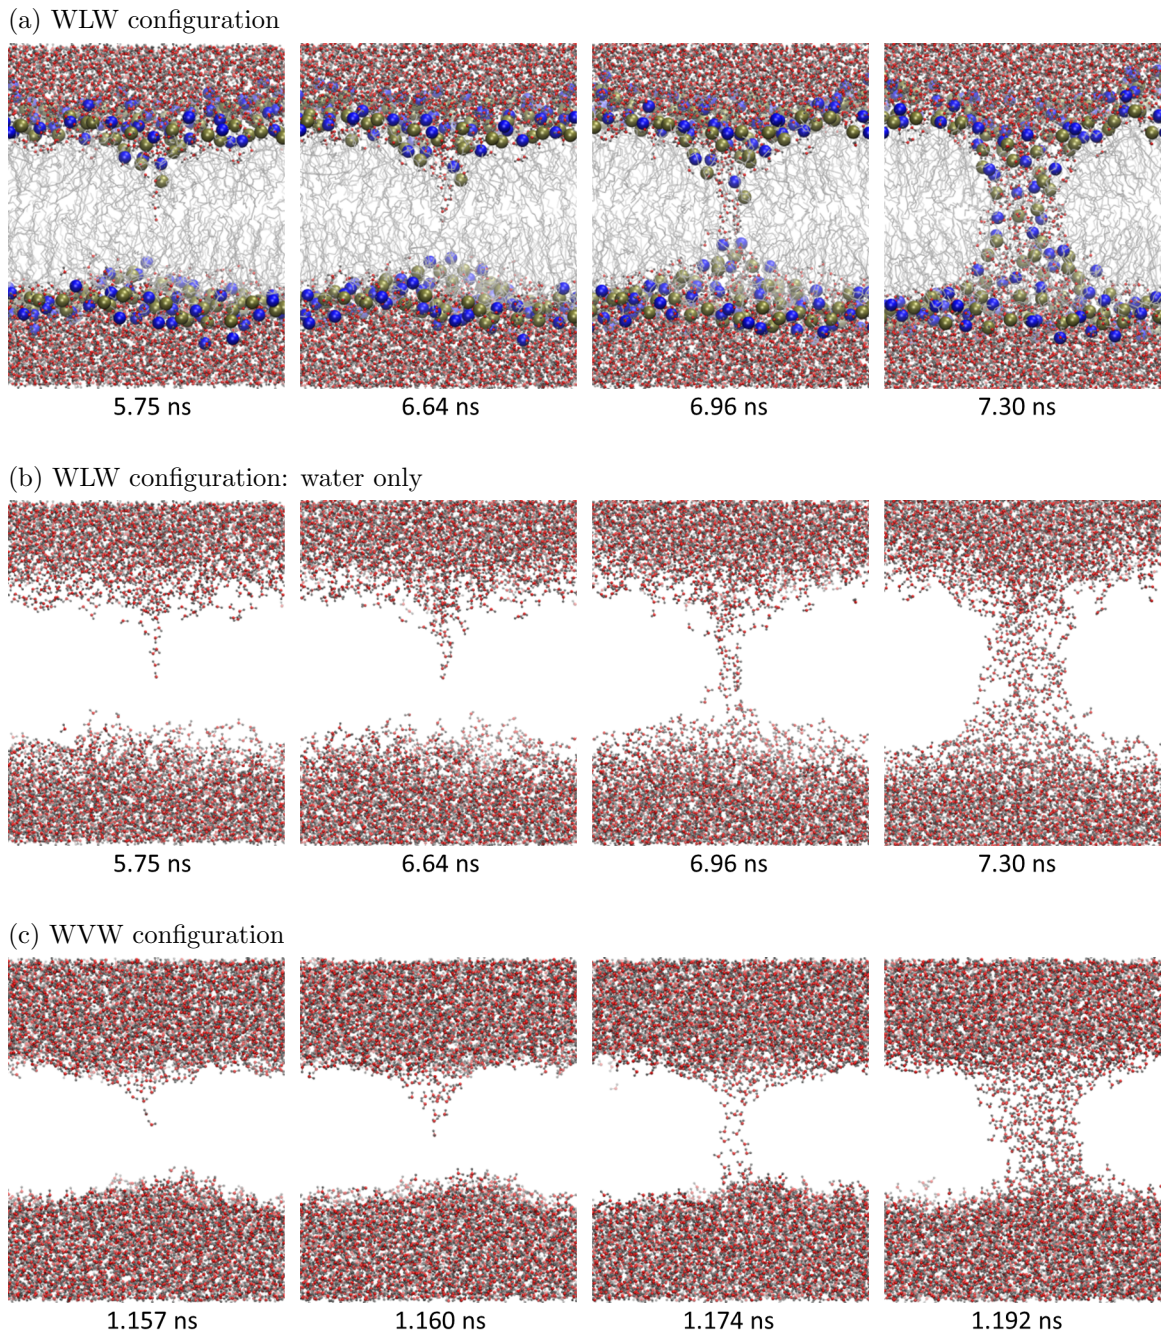 (a) WLW configuration
5.75 ns 6.64 ns 6.96 ns 7.30 ns
(b) WLW configuration: water only
5.75 ns 6.64 ns 6.96 ns 7.30 ns
(c) WVW configuration
1.157 ns 1.160 ns 1.174 ns 1.192 ns